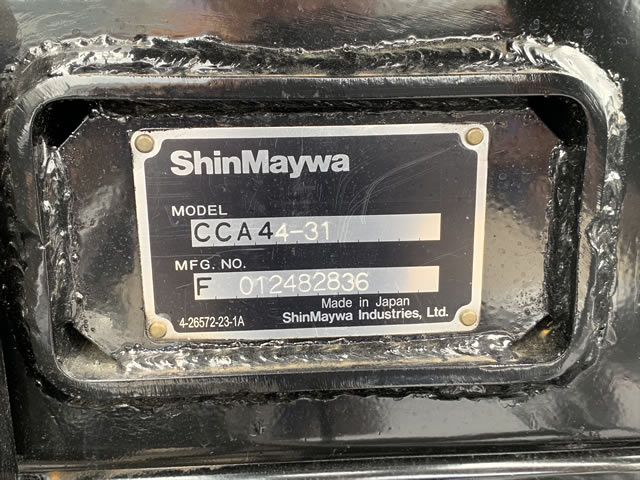 ShinMaywa
MODEL
CCA44-31
MFG. NO.
F 012482836
Made in Japan
4-26572-23-1A
ShinMaywa Industries, Ltd.